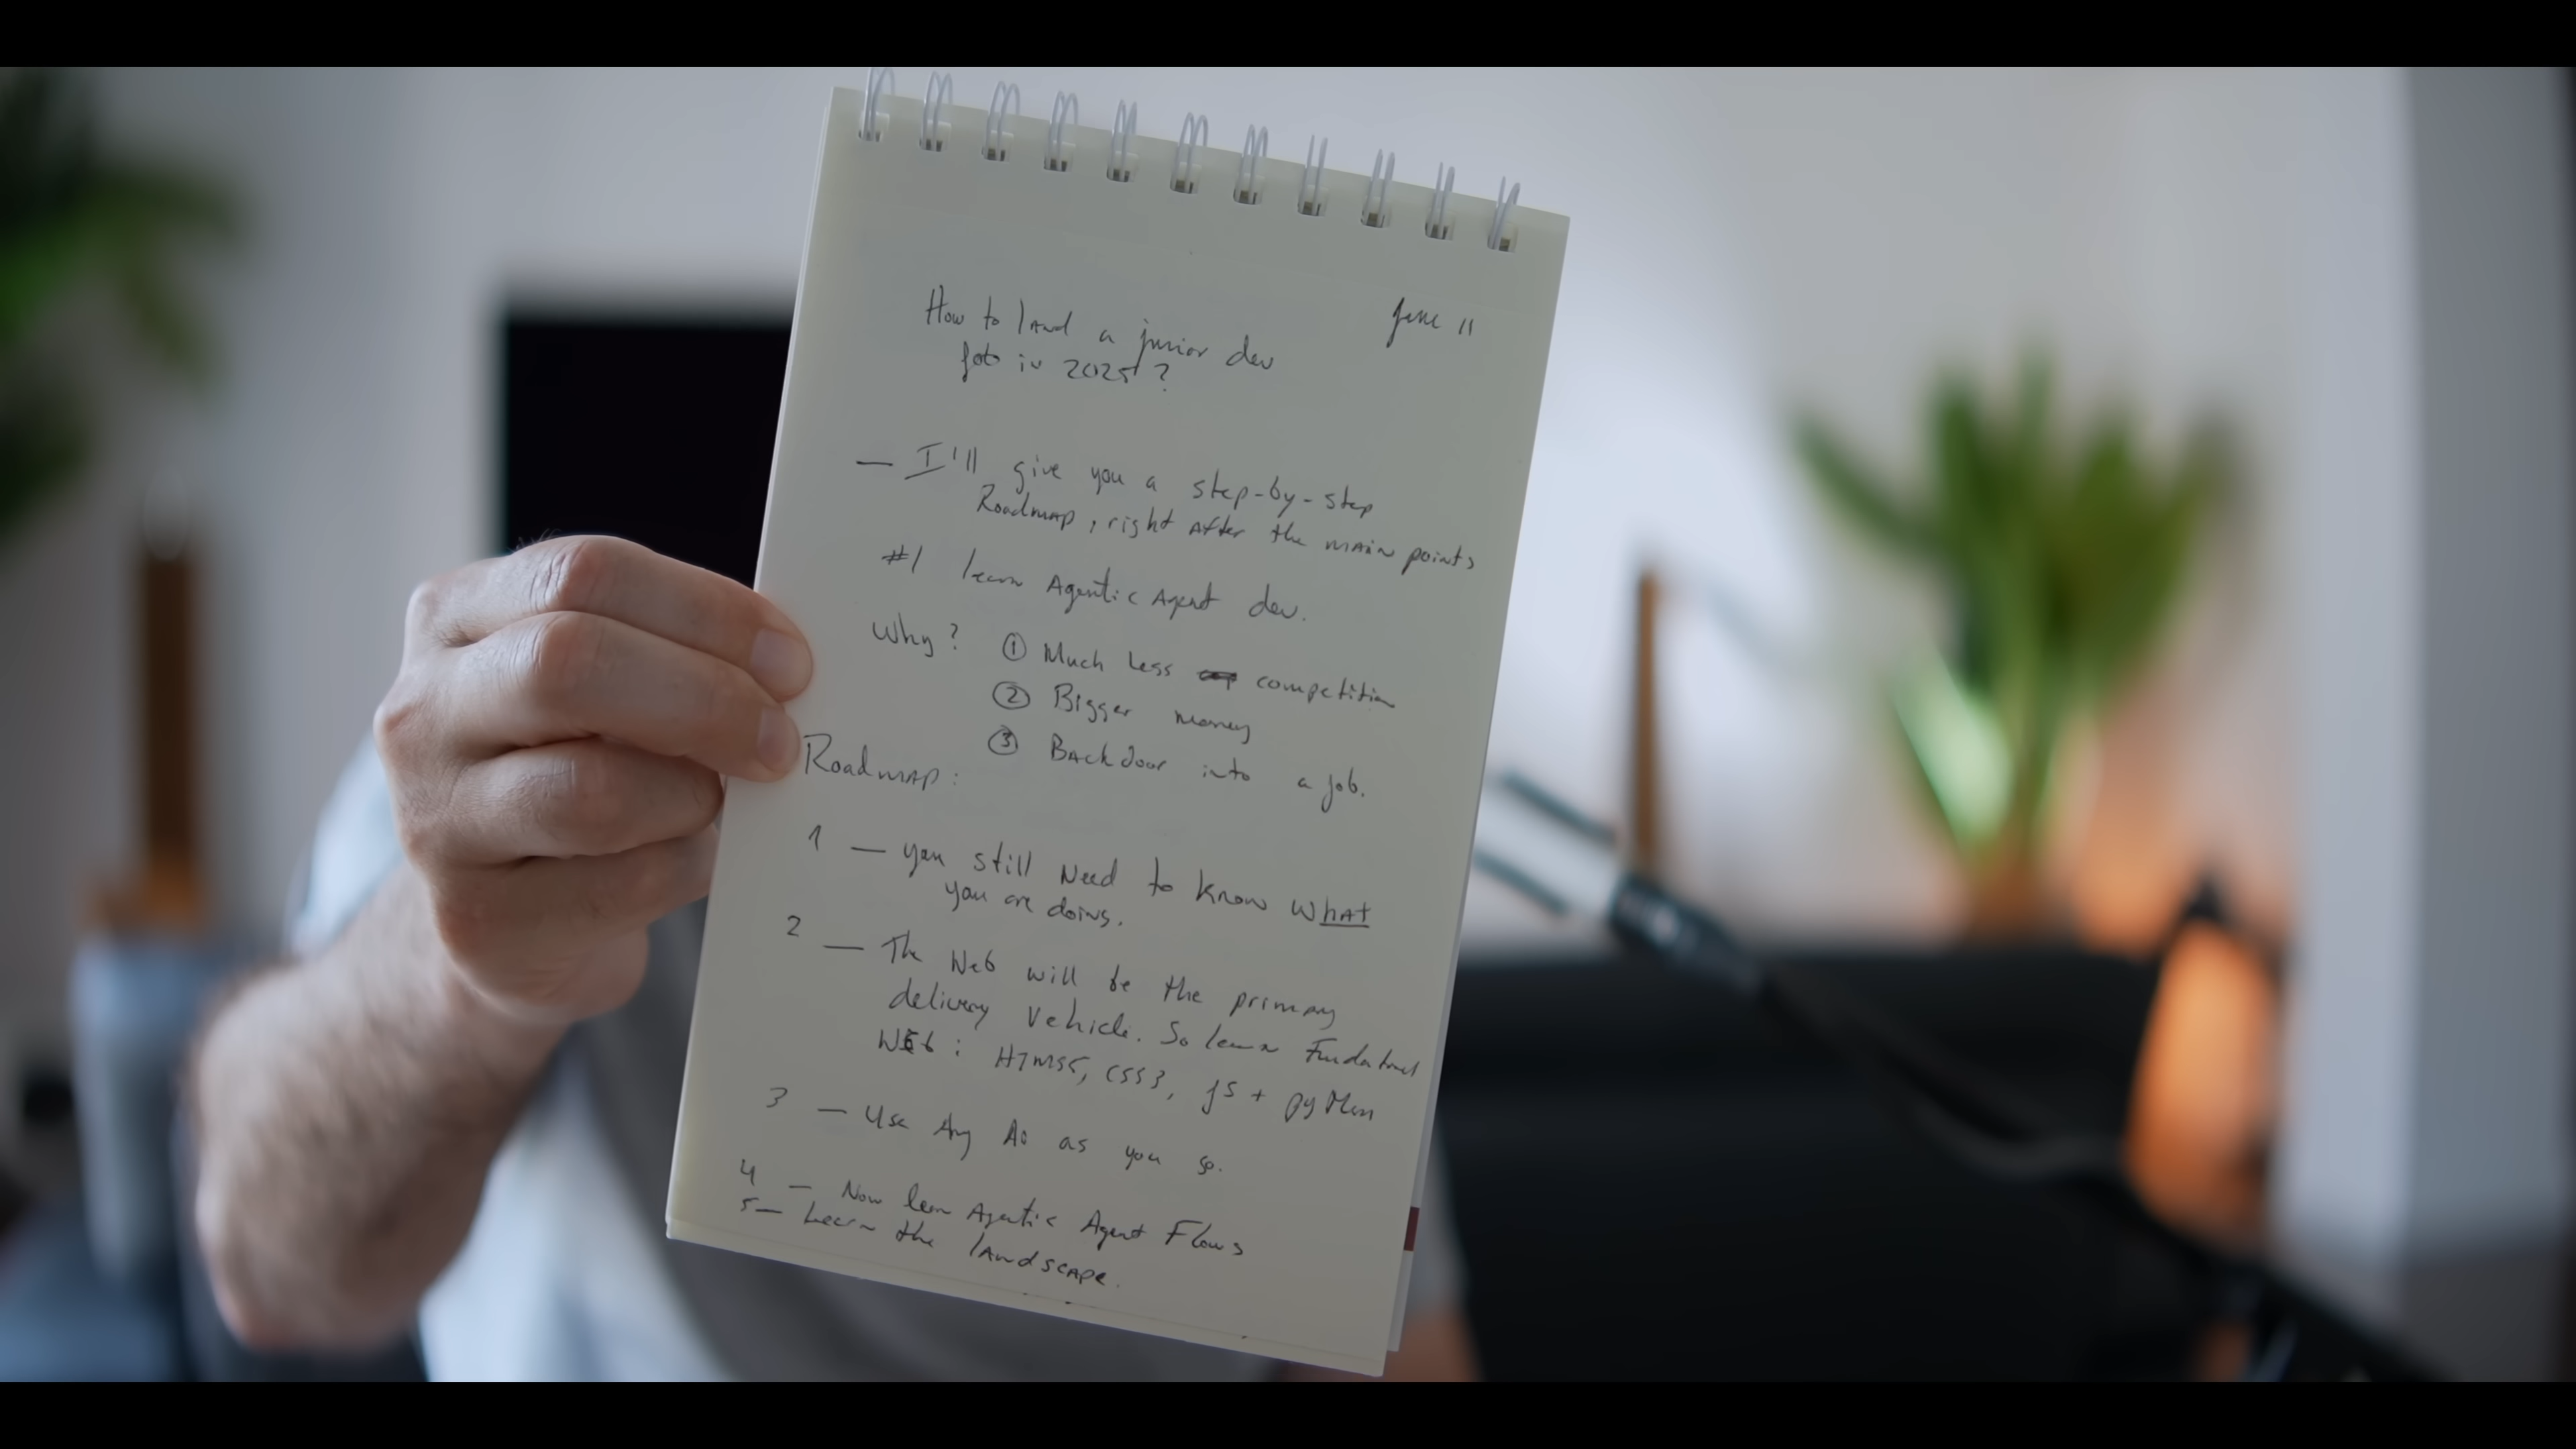 June 11
How to land a junior dev
job in 2025?
— I'll give you a step-by-step
Roadmap, right after the main points
#1 learn Agentic Agent dev.
Why? ① Much Less competition
② Bigger money
③ Backdoor into a job.
Roadmap:
1 — you still need to know what
you are doing.
2 — The Web will be the primary
delivery vehicle. So learn
Web: HTML5, CSS3, JS + python
3 — Use Any AI as you go.
4 — Now learn Agentic Agent Flows
5 — Learn the landscape.